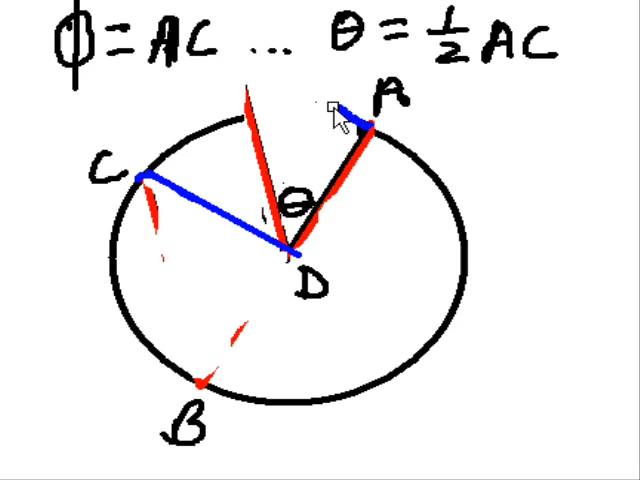 ϕ = AC ... θ = 1/2 AC
A
C
θ
D
B